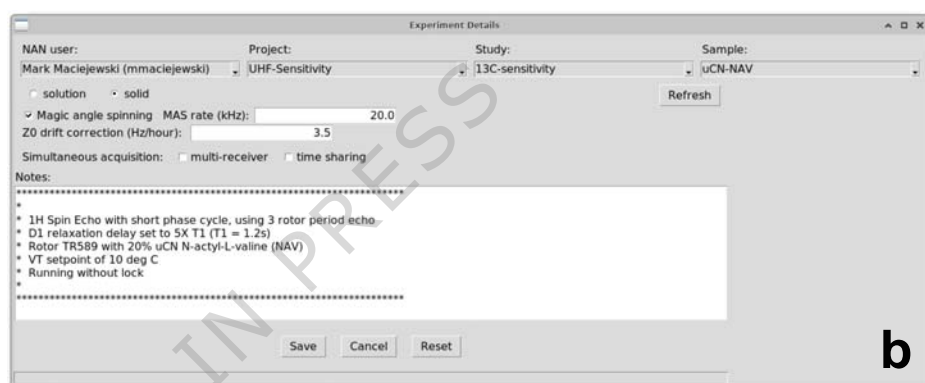 Experiment Details
NAN user: Project: Study: Sample:
Mark Maciejewski (mmaciejewski) UHF-Sensitivity 13C-sensitivity uCN-NAV
solution solid Refresh
Magic angle spinning MAS rate (kHz): 20.0
Z0 drift correction (Hz/hour): 3.5
Simultaneous acquisition: multi-receiver time sharing
Notes:
**********************************************************************
*
* 1H Spin Echo with short phase cycle, using 3 rotor period echo
* D1 relaxation delay set to 5X T1 (T1 = 1.2s)
* Rotor TR589 with 20% uCN N-actyl-L-valine (NAV)
* VT setpoint of 10 deg C
* Running without lock
*
**********************************************************************
Save Cancel Reset
b
IN PRESS